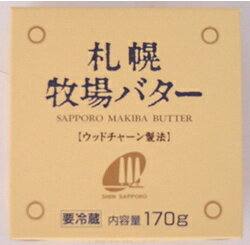 札幌
牧場バター
SAPPORO MAKIBA BUTTER
【ウッドチャーン製法】
SHIN SAPPORO
要冷蔵 内容量170g